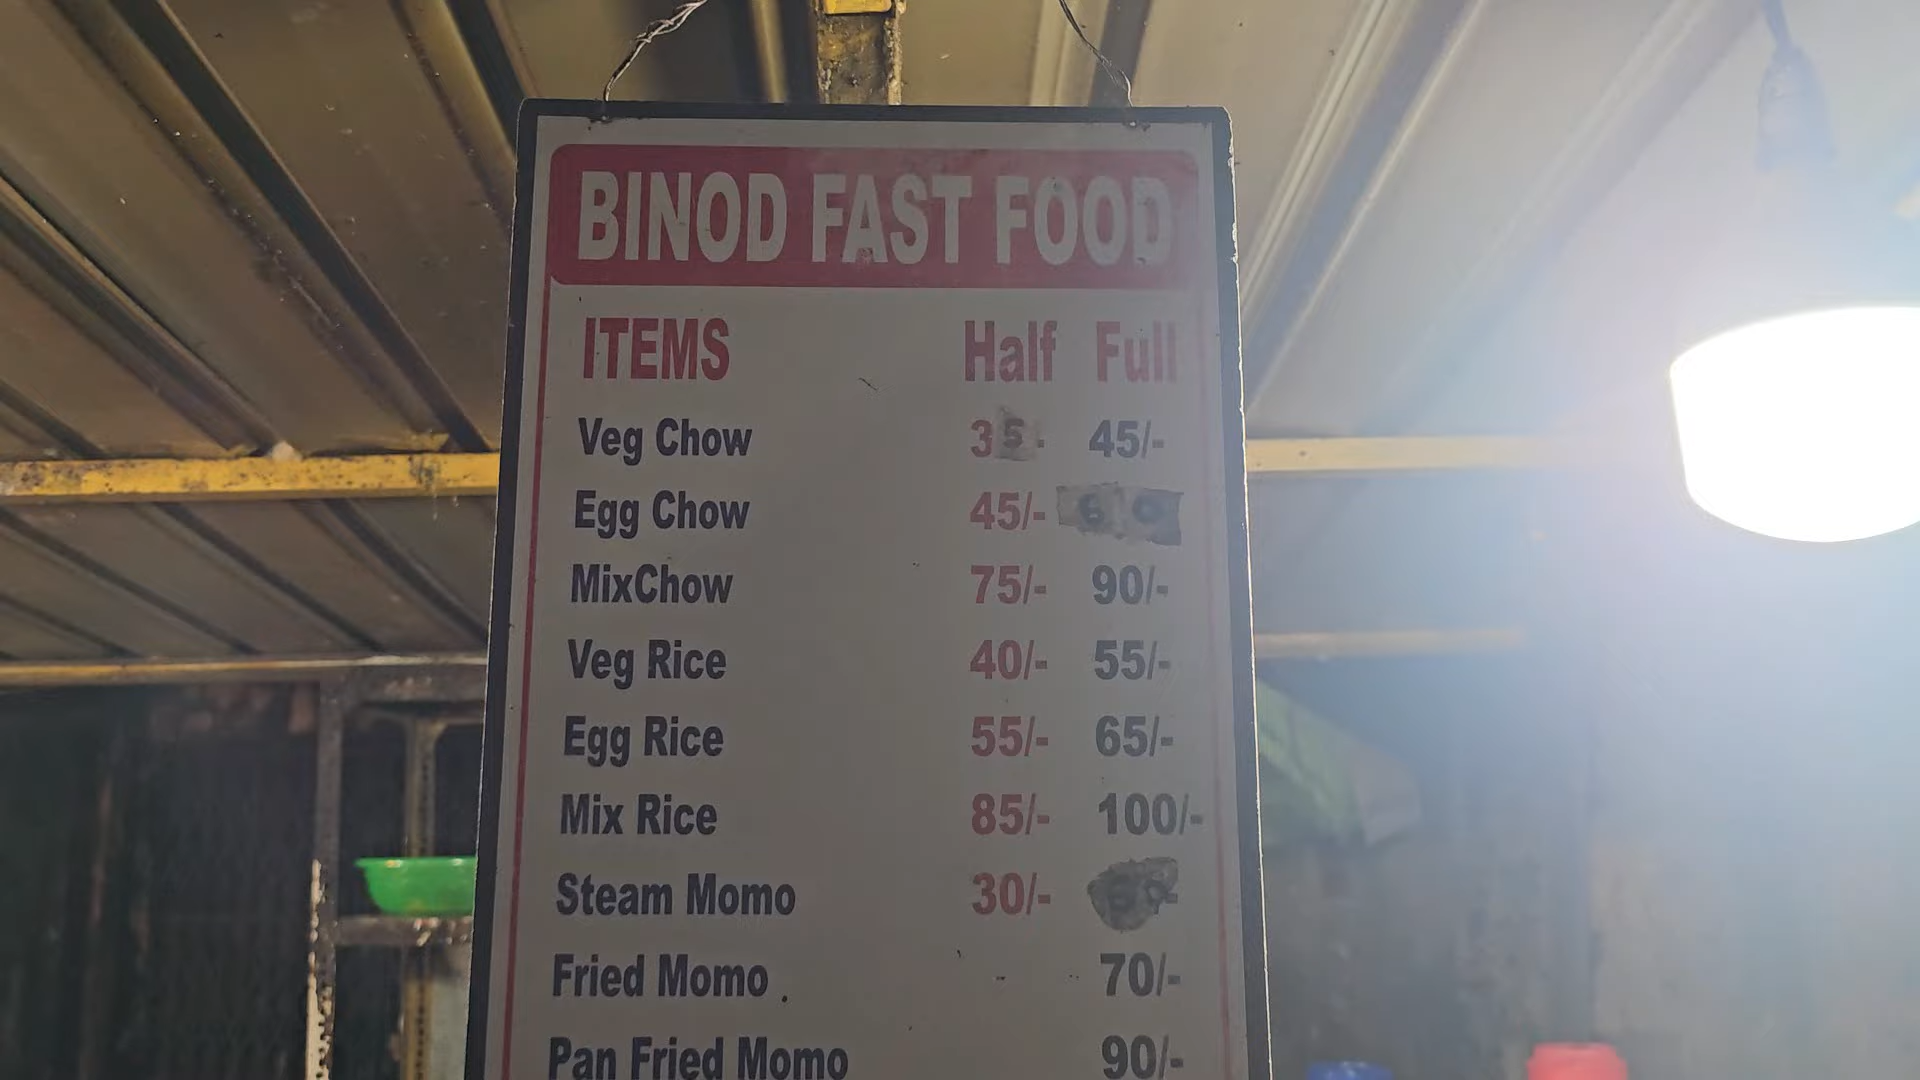 BINOD FAST FOOD
ITEMS Half Full
Veg Chow 35- 45/-
Egg Chow 45/- 60
MixChow 75/- 90/-
Veg Rice 40/- 55/-
Egg Rice 55/- 65/-
Mix Rice 85/- 100/-
Steam Momo 30/-
Fried Momo 70/-
Pan Fried Momo 90/-